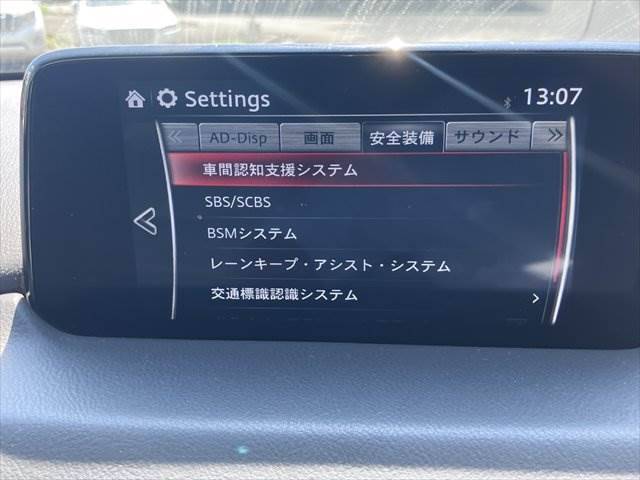 Settings 13:07
AD-Disp 画面 安全装備 サウンド
車間認知支援システム
SBS/SCBS
BSMシステム
レーンキープ・アシスト・システム
交通標識認識システム